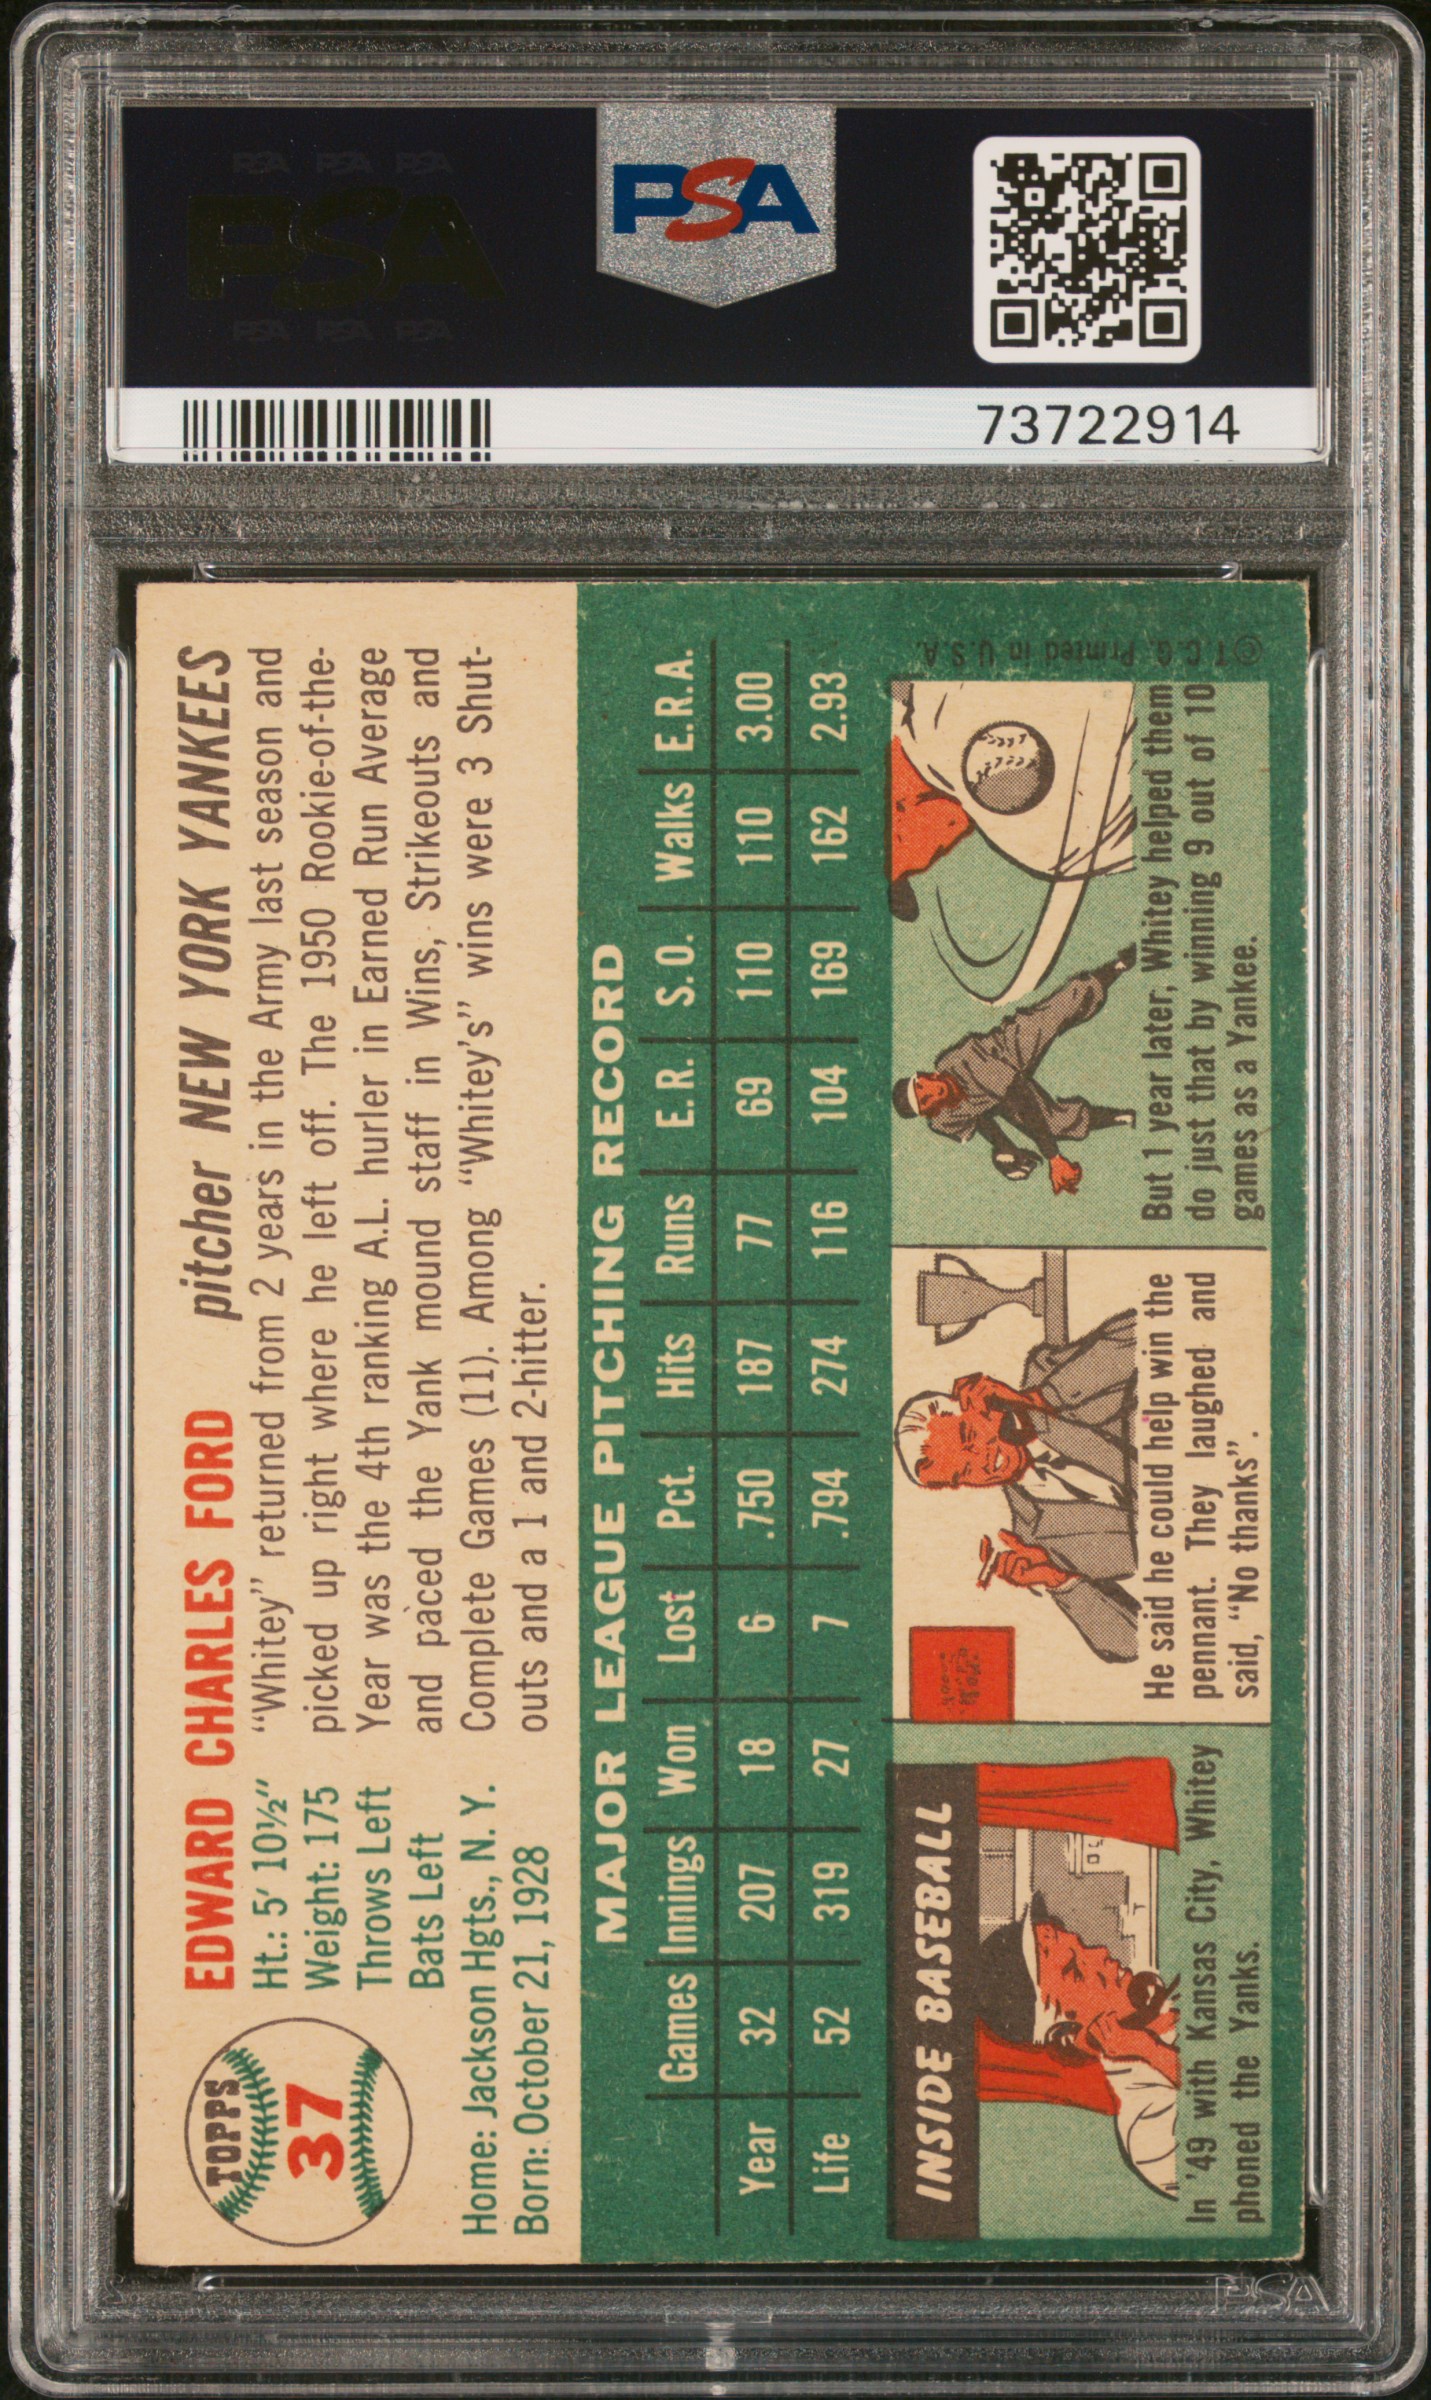 PSA PSA PSA
PSA
PSA PSA PSA
PSA
73722914
TOPPS
37
EDWARD CHARLES FORD pitcher NEW YORK YANKEES
Ht.: 5' 10½"
Weight: 175
Throws Left
Bats Left
Home: Jackson Hgts., N. Y.
Born: October 21, 1928
"Whitey" returned from 2 years in the Army last season and
picked up right where he left off. The 1950 Rookie-of-the-
Year was the 4th ranking A.L. hurler in Earned Run Average
and paced the Yank mound staff in Wins, Strikeouts and
Complete Games (11). Among "Whitey's" wins were 3 Shut-
outs and a 1 and 2-hitter.
MAJOR LEAGUE PITCHING RECORD
Games Innings Won Lost Pct. Hits Runs E.R. S.O. Walks E.R.A.
Year 32 207 18 6 .750 187 77 69 110 110 3.00
Life 52 319 27 7 .794 274 116 104 169 162 2.93
INSIDE BASEBALL
In '49 with Kansas City, Whitey
phoned the Yanks.
He said he could help win the
pennant. They laughed and
said, "No thanks".
But 1 year later, Whitey helped them
do just that by winning 9 out of 10
games as a Yankee.
© T.C.G. Printed in U.S.A.
PSA